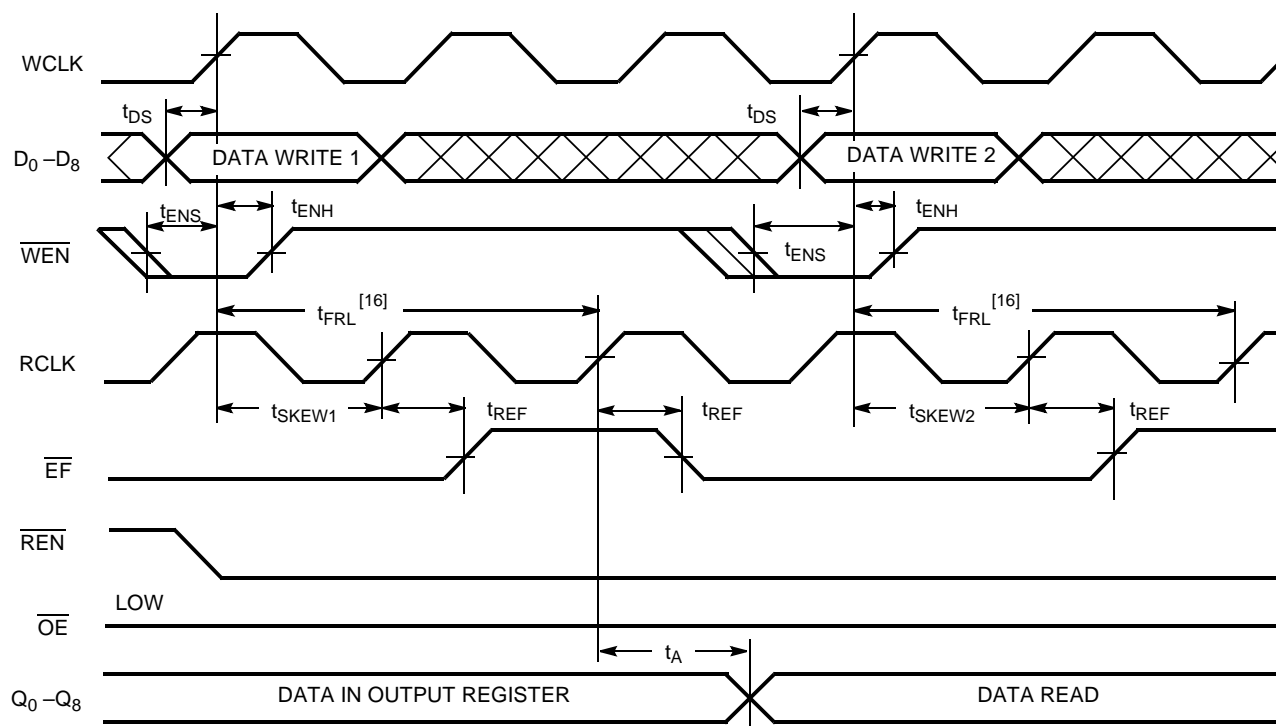 WCLK
tDS tDS
D0 –D8 DATA WRITE 1 DATA WRITE 2
tENS tENH tENH
WEN tENS
tFRL [16] tFRL [16]
RCLK
tSKEW1 tREF tREF tSKEW2 tREF
EF
REN
LOW
OE
tA
Q0 –Q8 DATA IN OUTPUT REGISTER DATA READ